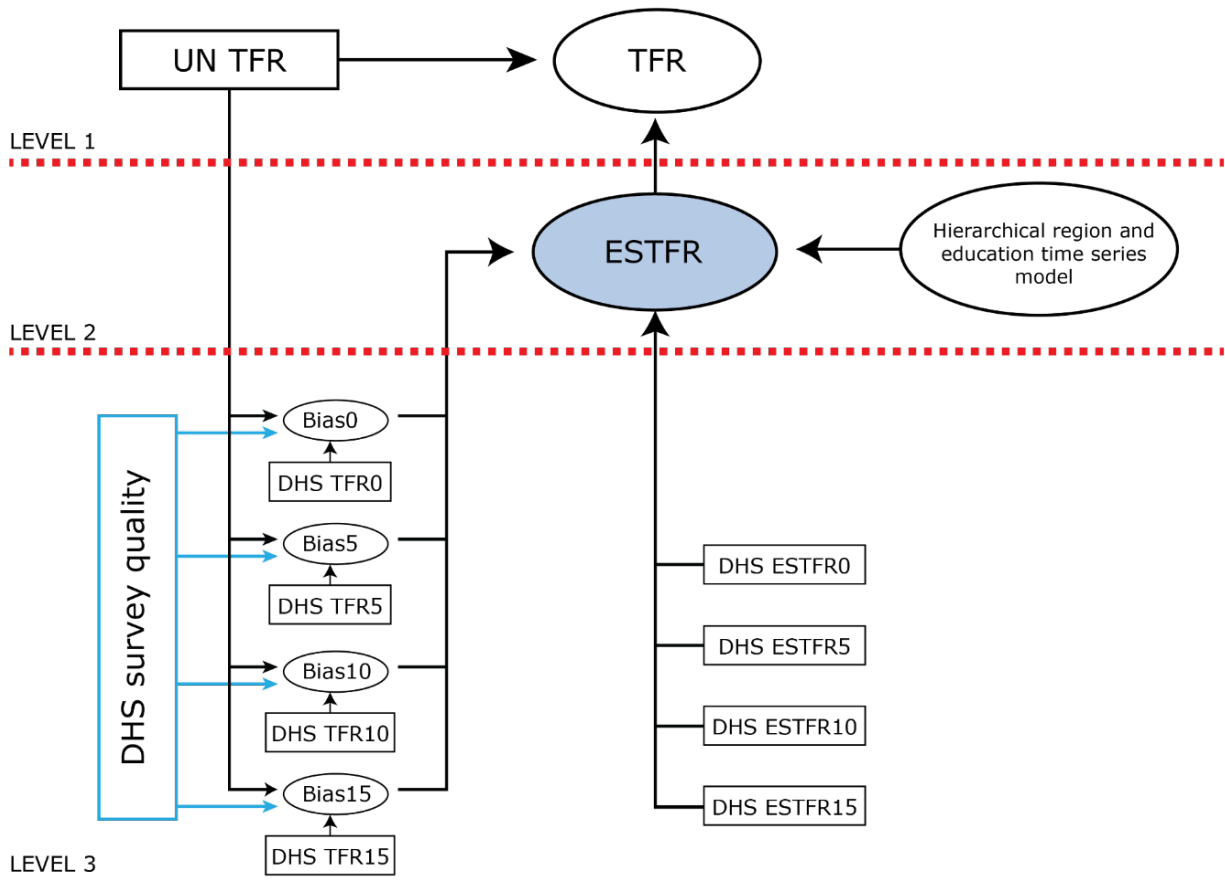 UN TFR
TFR
LEVEL 1
ESTFR
Hierarchical region and
education time series
model
LEVEL 2
DHS survey quality
Bias0
DHS TFR0
Bias5
DHS TFR5
Bias10
DHS TFR10
Bias15
DHS TFR15
DHS ESTFR0
DHS ESTFR5
DHS ESTFR10
DHS ESTFR15
LEVEL 3